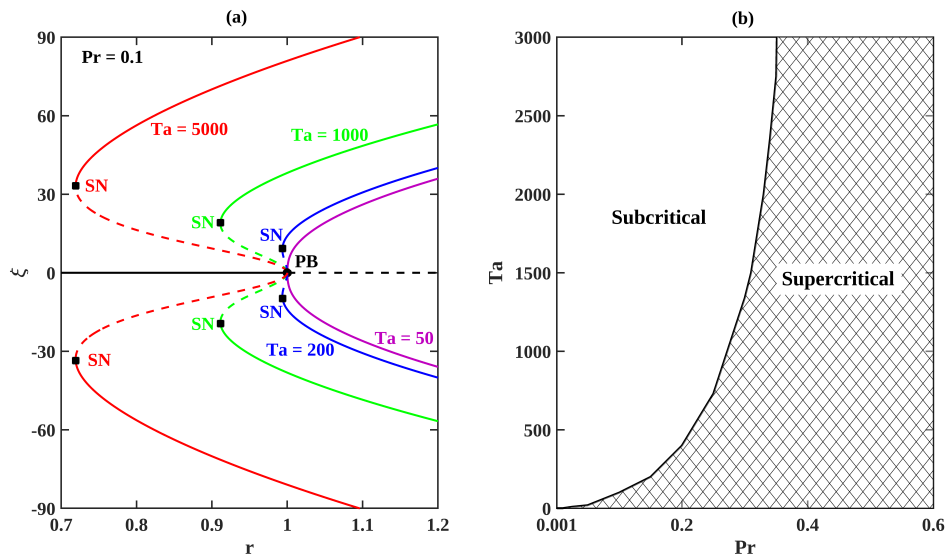 (a)
Pr = 0.1
90
60
30
0
-30
-60
-90
ξ
Ta = 5000
Ta = 1000
SN
SN
SN
PB
SN
SN
SN
Ta = 50
Ta = 200
0.7
0.8
0.9
1
1.1
1.2
r
(b)
3000
2500
2000
1500
1000
500
0
Ta
Subcritical
Supercritical
0.001
0.2
0.4
0.6
Pr